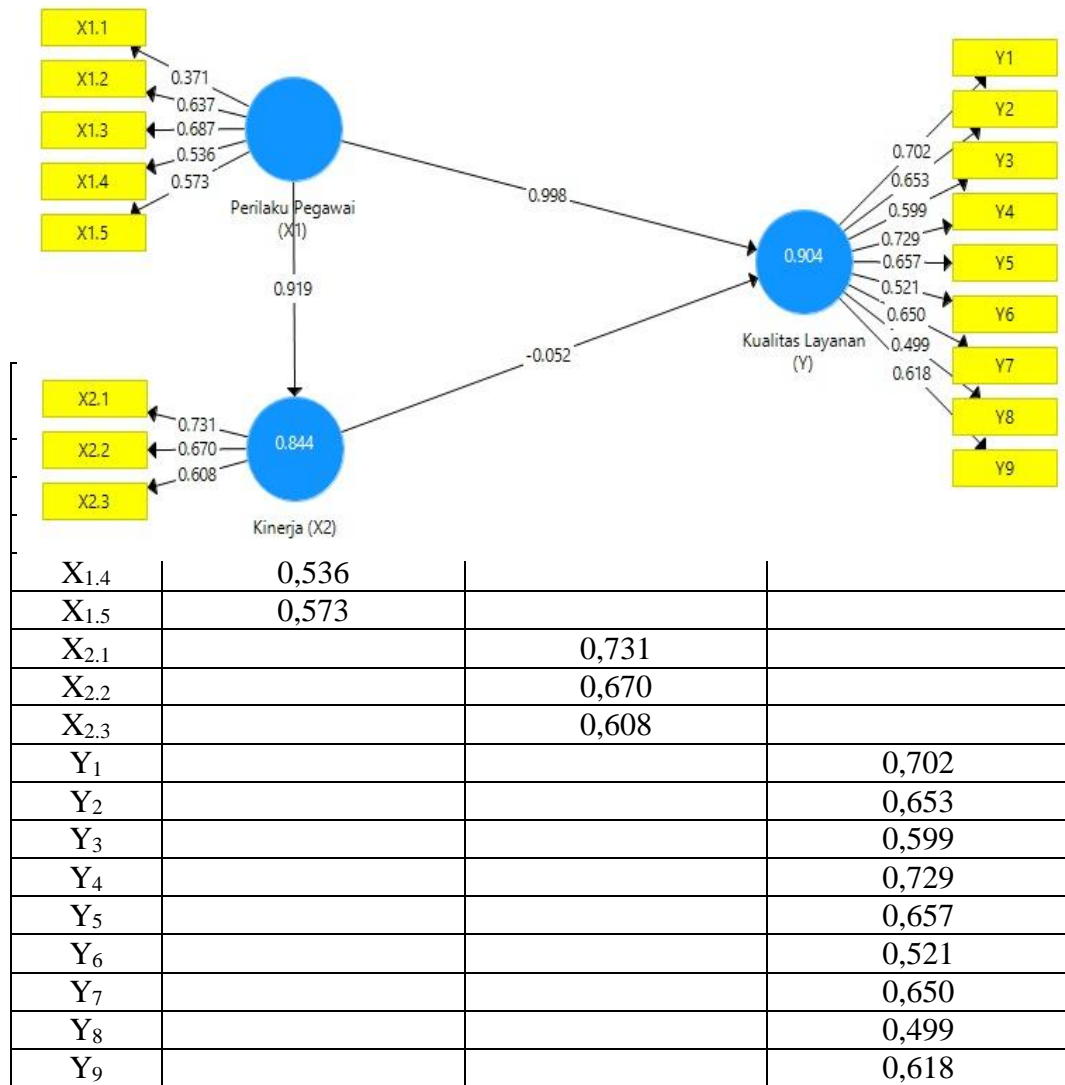 X1.1
X1.2
X1.3
X1.4
X1.5
0.371
0.637
0.687
0.536
0.573
Perilaku Pegawai
(X1)
0.919
0.998
-0.052
X2.1
X2.2
X2.3
0.731
0.670
0.608
0.844
Kinerja (X2)
0.904
Kualitas Layanan
(Y)
0.702
0.653
0.599
0.729
0.657
0.521
0.650
0.499
0.618
Y1
Y2
Y3
Y4
Y5
Y6
Y7
Y8
Y9
X1.4 0,536
X1.5 0,573
X2.1 0,731
X2.2 0,670
X2.3 0,608
Y1 0,702
Y2 0,653
Y3 0,599
Y4 0,729
Y5 0,657
Y6 0,521
Y7 0,650
Y8 0,499
Y9 0,618